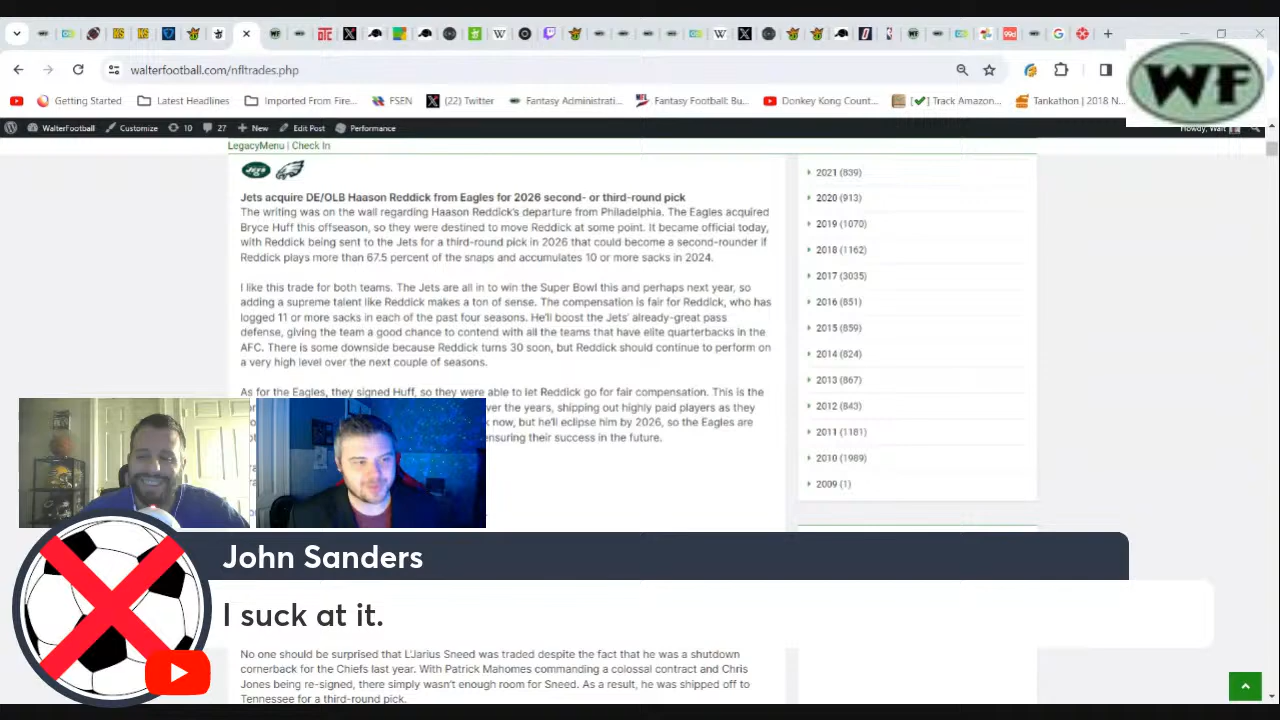 walterfootball.com/nfltrades.php
WF
Getting Started
Latest Headlines
Imported From Fire...
FSEN
(22) Twitter
Fantasy Administrati...
Fantasy Football: Bu...
Donkey Kong Count...
Track Amazon...
Tankathon | 2018 N...
WalterFootball
Customize
10
27
+ New
Edit Post
Performance
Howdy, Walt
LegacyMenu | Check In
JETS
Jets acquire DE/OLB Haason Reddick from Eagles for 2026 second- or third-round pick
The writing was on the wall regarding Haason Reddick's departure from Philadelphia. The Eagles acquired
Bryce Huff this offseason, so they were destined to move Reddick at some point. It became official today,
with Reddick being sent to the Jets for a third-round pick in 2026 that could become a second-rounder if
Reddick plays more than 67.5 percent of the snaps and accumulates 10 or more sacks in 2024.
I like this trade for both teams. The Jets are all in to win the Super Bowl this and perhaps next year, so
adding a supreme talent like Reddick makes a ton of sense. The compensation is fair for Reddick, who has
logged 11 or more sacks in each of the past four seasons. He'll boost the Jets' already-great pass
defense, giving the team a good chance to contend with all the teams that have elite quarterbacks in the
AFC. There is some downside because Reddick turns 30 soon, but Reddick should continue to perform on
a very high level over the next couple of seasons.
As for the Eagles, they signed Huff, so they were able to let Reddick go for fair compensation. This is the
ver the years, shipping out highly paid players as they
now, but he'll eclipse him by 2026, so the Eagles are
ensuring their success in the future.
2021 (839)
2020 (913)
2019 (1070)
2018 (1162)
2017 (3035)
2016 (851)
2015 (859)
2014 (824)
2013 (867)
2012 (843)
2011 (1181)
2010 (1989)
2009 (1)
John Sanders
I suck at it.
No one should be surprised that L'Jarius Sneed was traded despite the fact that he was a shutdown
cornerback for the Chiefs last year. With Patrick Mahomes commanding a colossal contract and Chris
Jones being re-signed, there simply wasn't enough room for Sneed. As a result, he was shipped off to
Tennessee for a third-round pick.